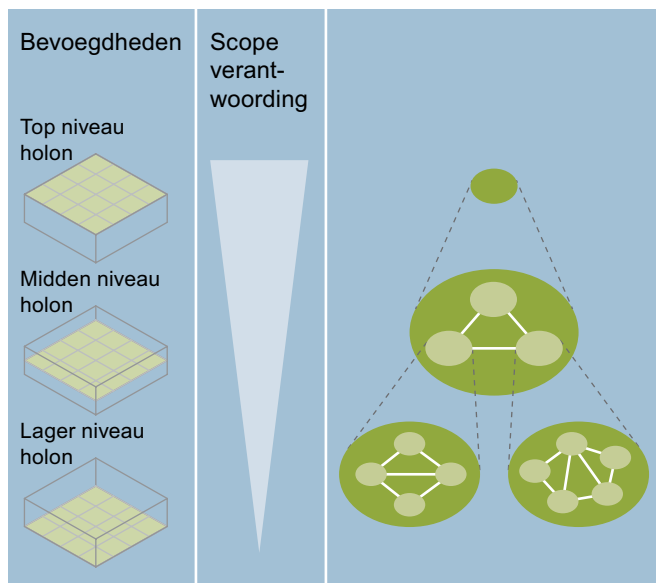 Bevoegdheden
Scope
verant-
woording
Top niveau
holon
Midden niveau
holon
Lager niveau
holon